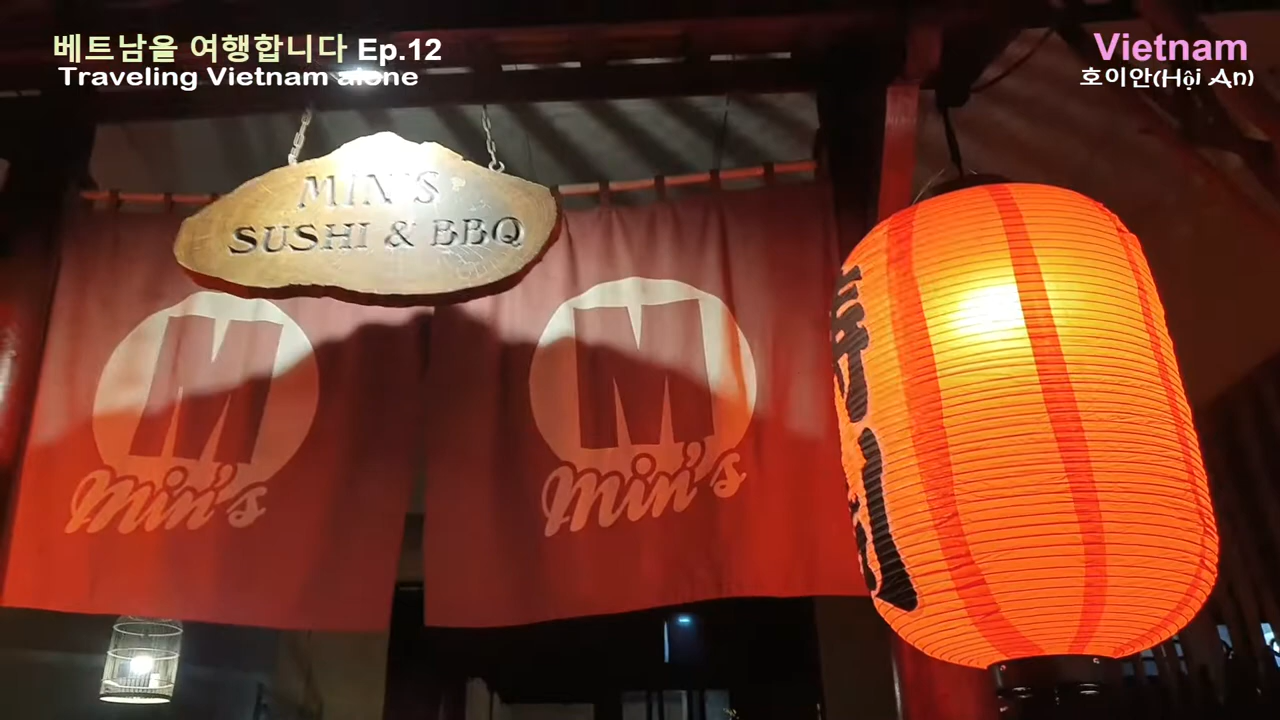 베트남을 여행합니다 Ep.12
Traveling Vietnam alone
Vietnam
호이안(Hội An)
MIN'S
SUSHI & BBQ
M
Min's
M
Min's